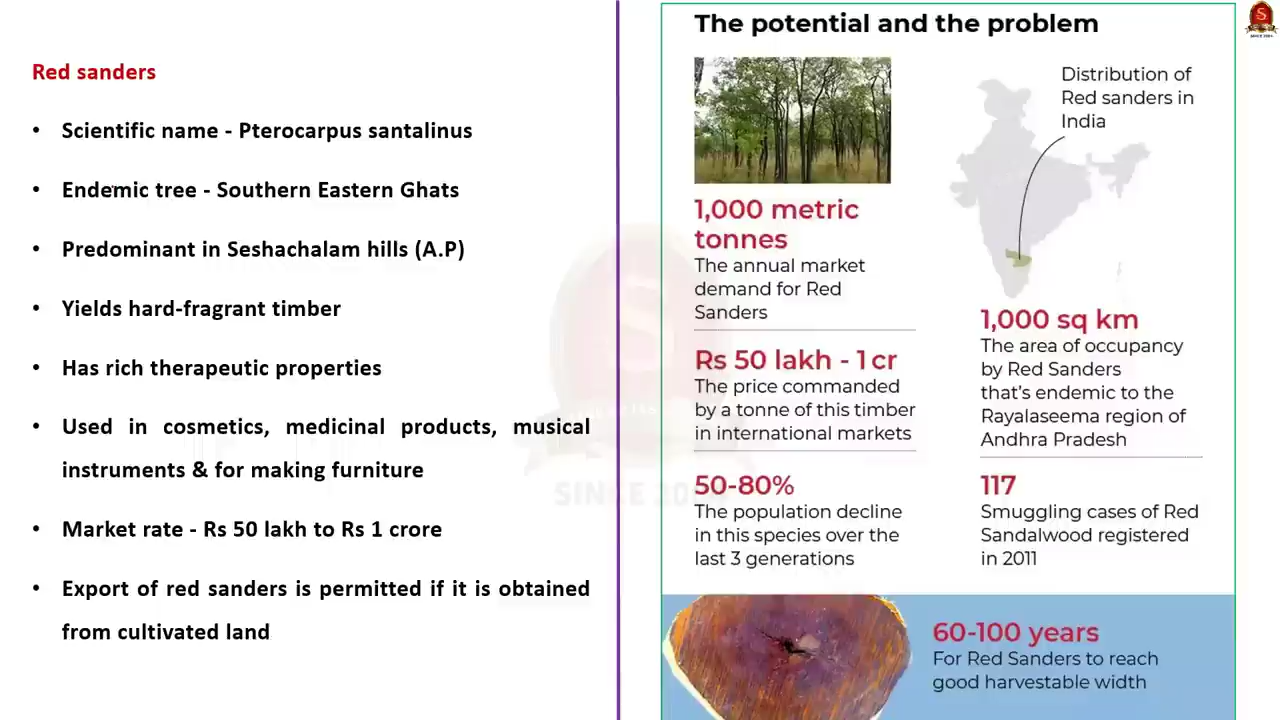 Red sanders
• Scientific name - Pterocarpus santalinus
• Endemic tree - Southern Eastern Ghats
• Predominant in Seshachalam hills (A.P)
• Yields hard-fragrant timber
• Has rich therapeutic properties
• Used in cosmetics, medicinal products, musical
instruments & for making furniture
• Market rate - Rs 50 lakh to Rs 1 crore
• Export of red sanders is permitted if it is obtained
from cultivated land
The potential and the problem
1,000 metric
tonnes
The annual market
demand for Red
Sanders
Rs 50 lakh - 1 cr
The price commanded
by a tonne of this timber
in international markets
50-80%
The population decline
in this species over the
last 3 generations
Distribution of
Red sanders in
India
1,000 sq km
The area of occupancy
by Red Sanders
that's endemic to the
Rayalaseema region of
Andhra Pradesh
117
Smuggling cases of Red
Sandalwood registered
in 2011
60-100 years
For Red Sanders to reach
good harvestable width
S
SINCE 2004